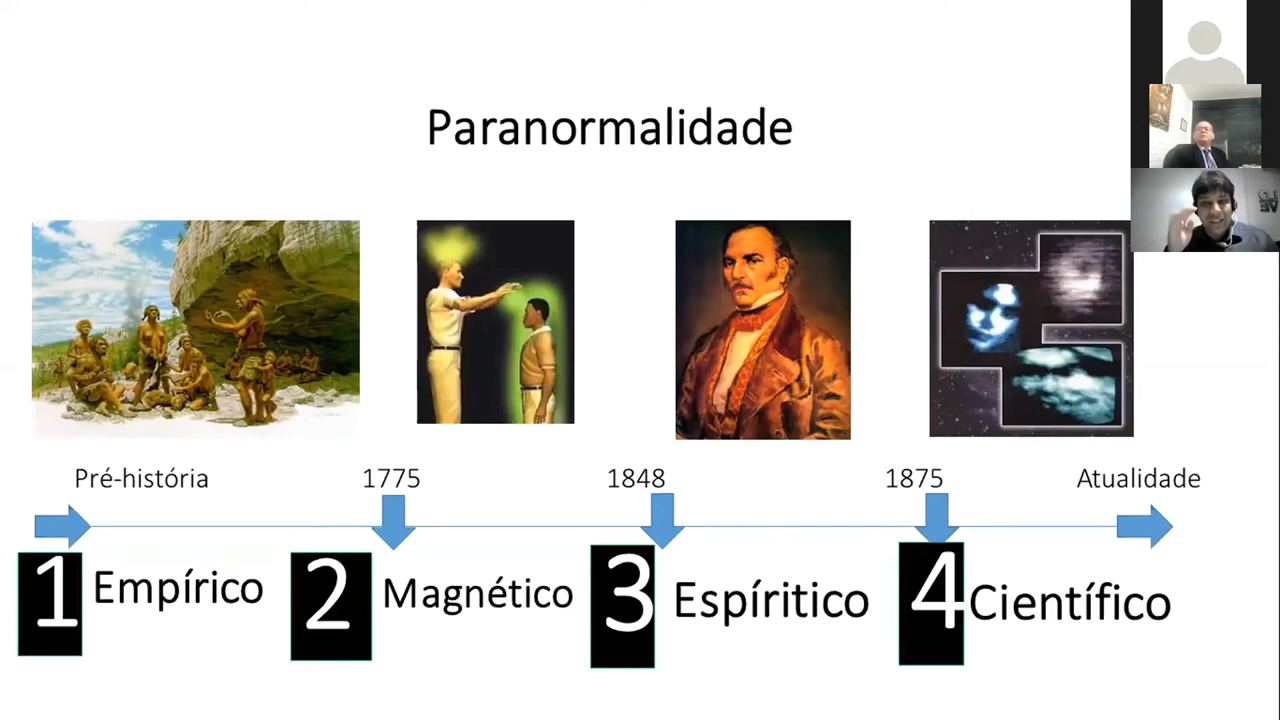 Paranormalidade
Pré-história
1775
1848
1875
Atualidade
1 Empírico
2 Magnético
3 Espíritico
4 Científico